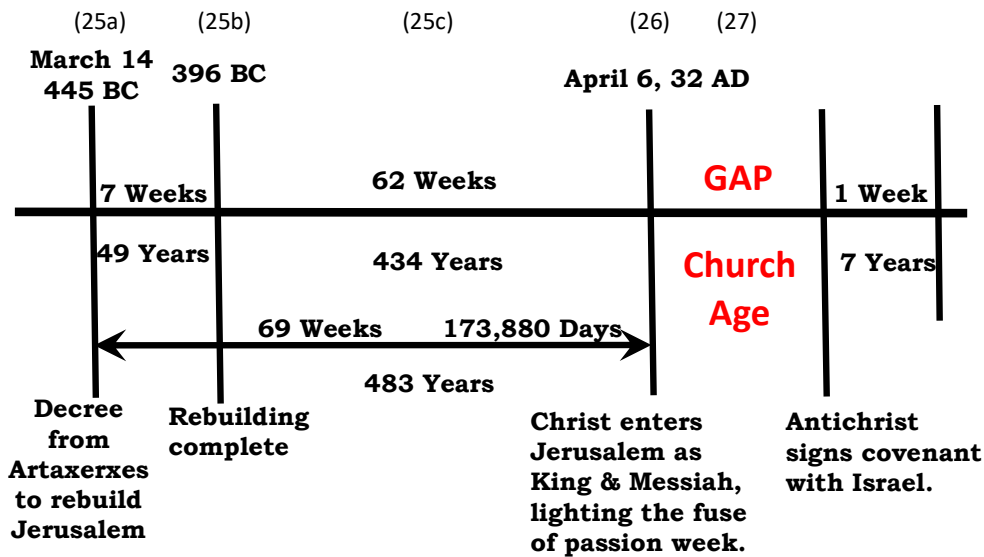 (25a) (25b) (25c) (26) (27)
March 14
445 BC
396 BC
April 6, 32 AD
7 Weeks
62 Weeks
GAP
1 Week
49 Years
434 Years
Church
Age
7 Years
69 Weeks 173,880 Days
483 Years
Decree
from
Artaxerxes
to rebuild
Jerusalem
Rebuilding
complete
Christ enters
Jerusalem as
King & Messiah,
lighting the fuse
of passion week.
Antichrist
signs covenant
with Israel.